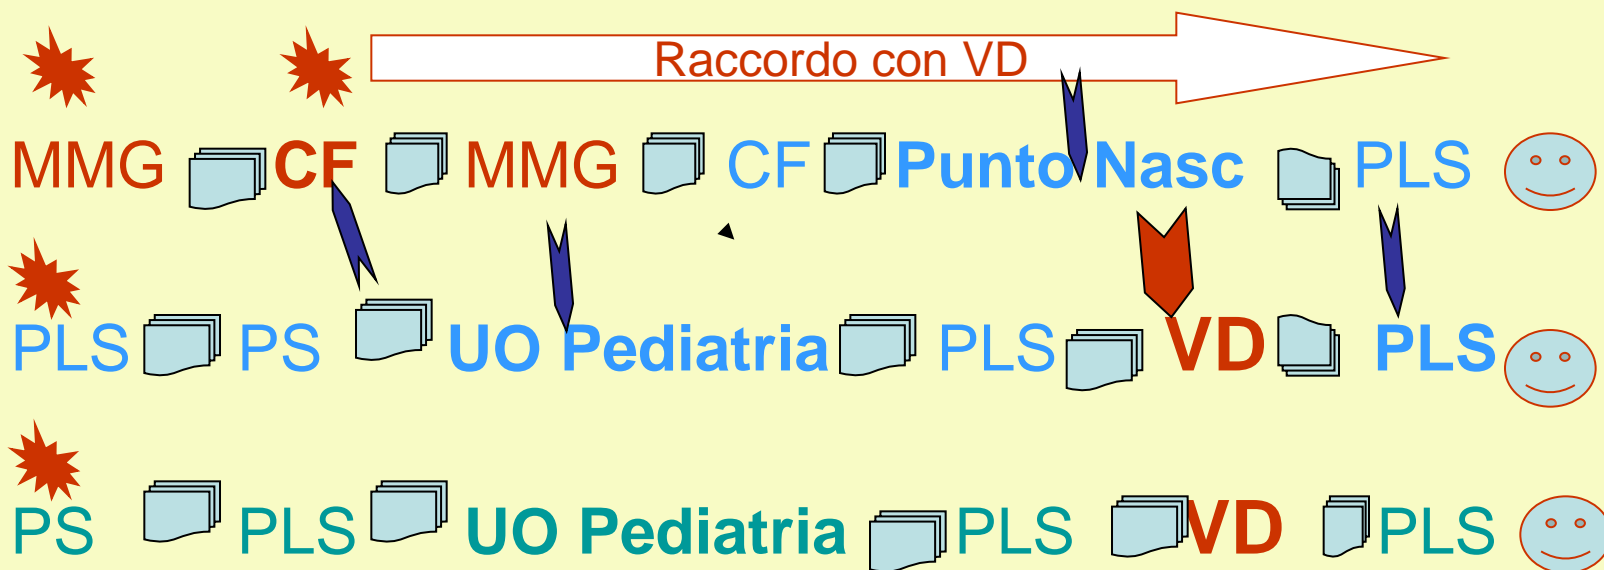 Raccordo con VD
MMG CF MMG CF Punto Nasc PLS
PLS PS UO Pediatria PLS VD PLS
PS PLS UO Pediatria PLS VD PLS